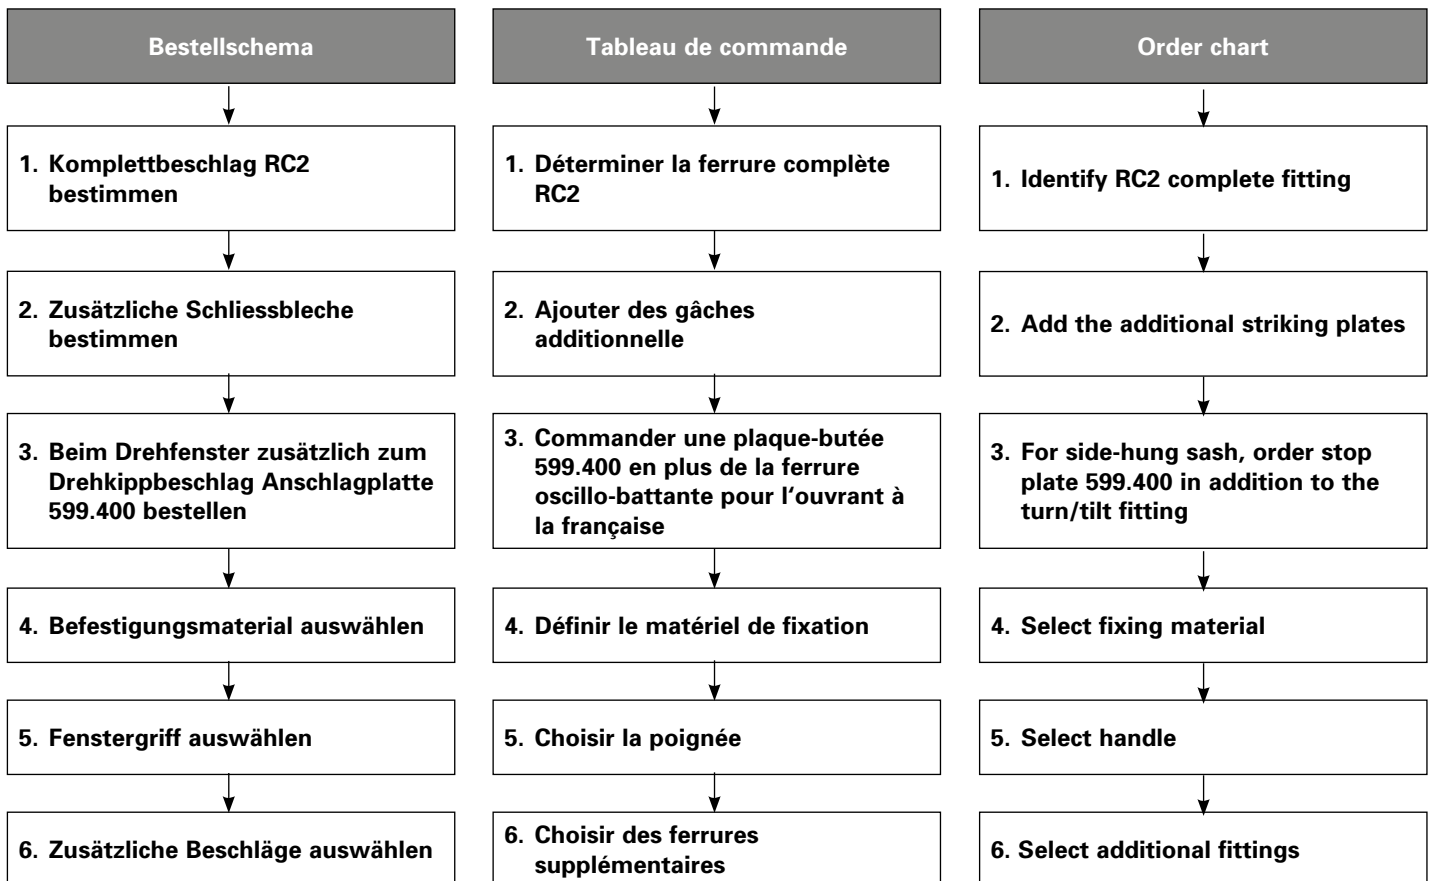 Bestellschema
1. Komplettbeschlag RC2
bestimmen
2. Zusätzliche Schliessbleche
bestimmen
3. Beim Drehfenster zusätzlich zum
Drehkippbeschlag Anschlagplatte
599.400 bestellen
4. Befestigungsmaterial auswählen
5. Fenstergriff auswählen
6. Zusätzliche Beschläge auswählen
Tableau de commande
1. Déterminer la ferrure complète
RC2
2. Ajouter des gâches
additionnelle
3. Commander une plaque-butée
599.400 en plus de la ferrure
oscillo-battante pour l‘ouvrant à
la française
4. Définir le matériel de fixation
5. Choisir la poignée
6. Choisir des ferrures
supplémentaires
Order chart
1. Identify RC2 complete fitting
2. Add the additional striking plates
3. For side-hung sash, order stop
plate 599.400 in addition to the
turn/tilt fitting
4. Select fixing material
5. Select handle
6. Select additional fittings